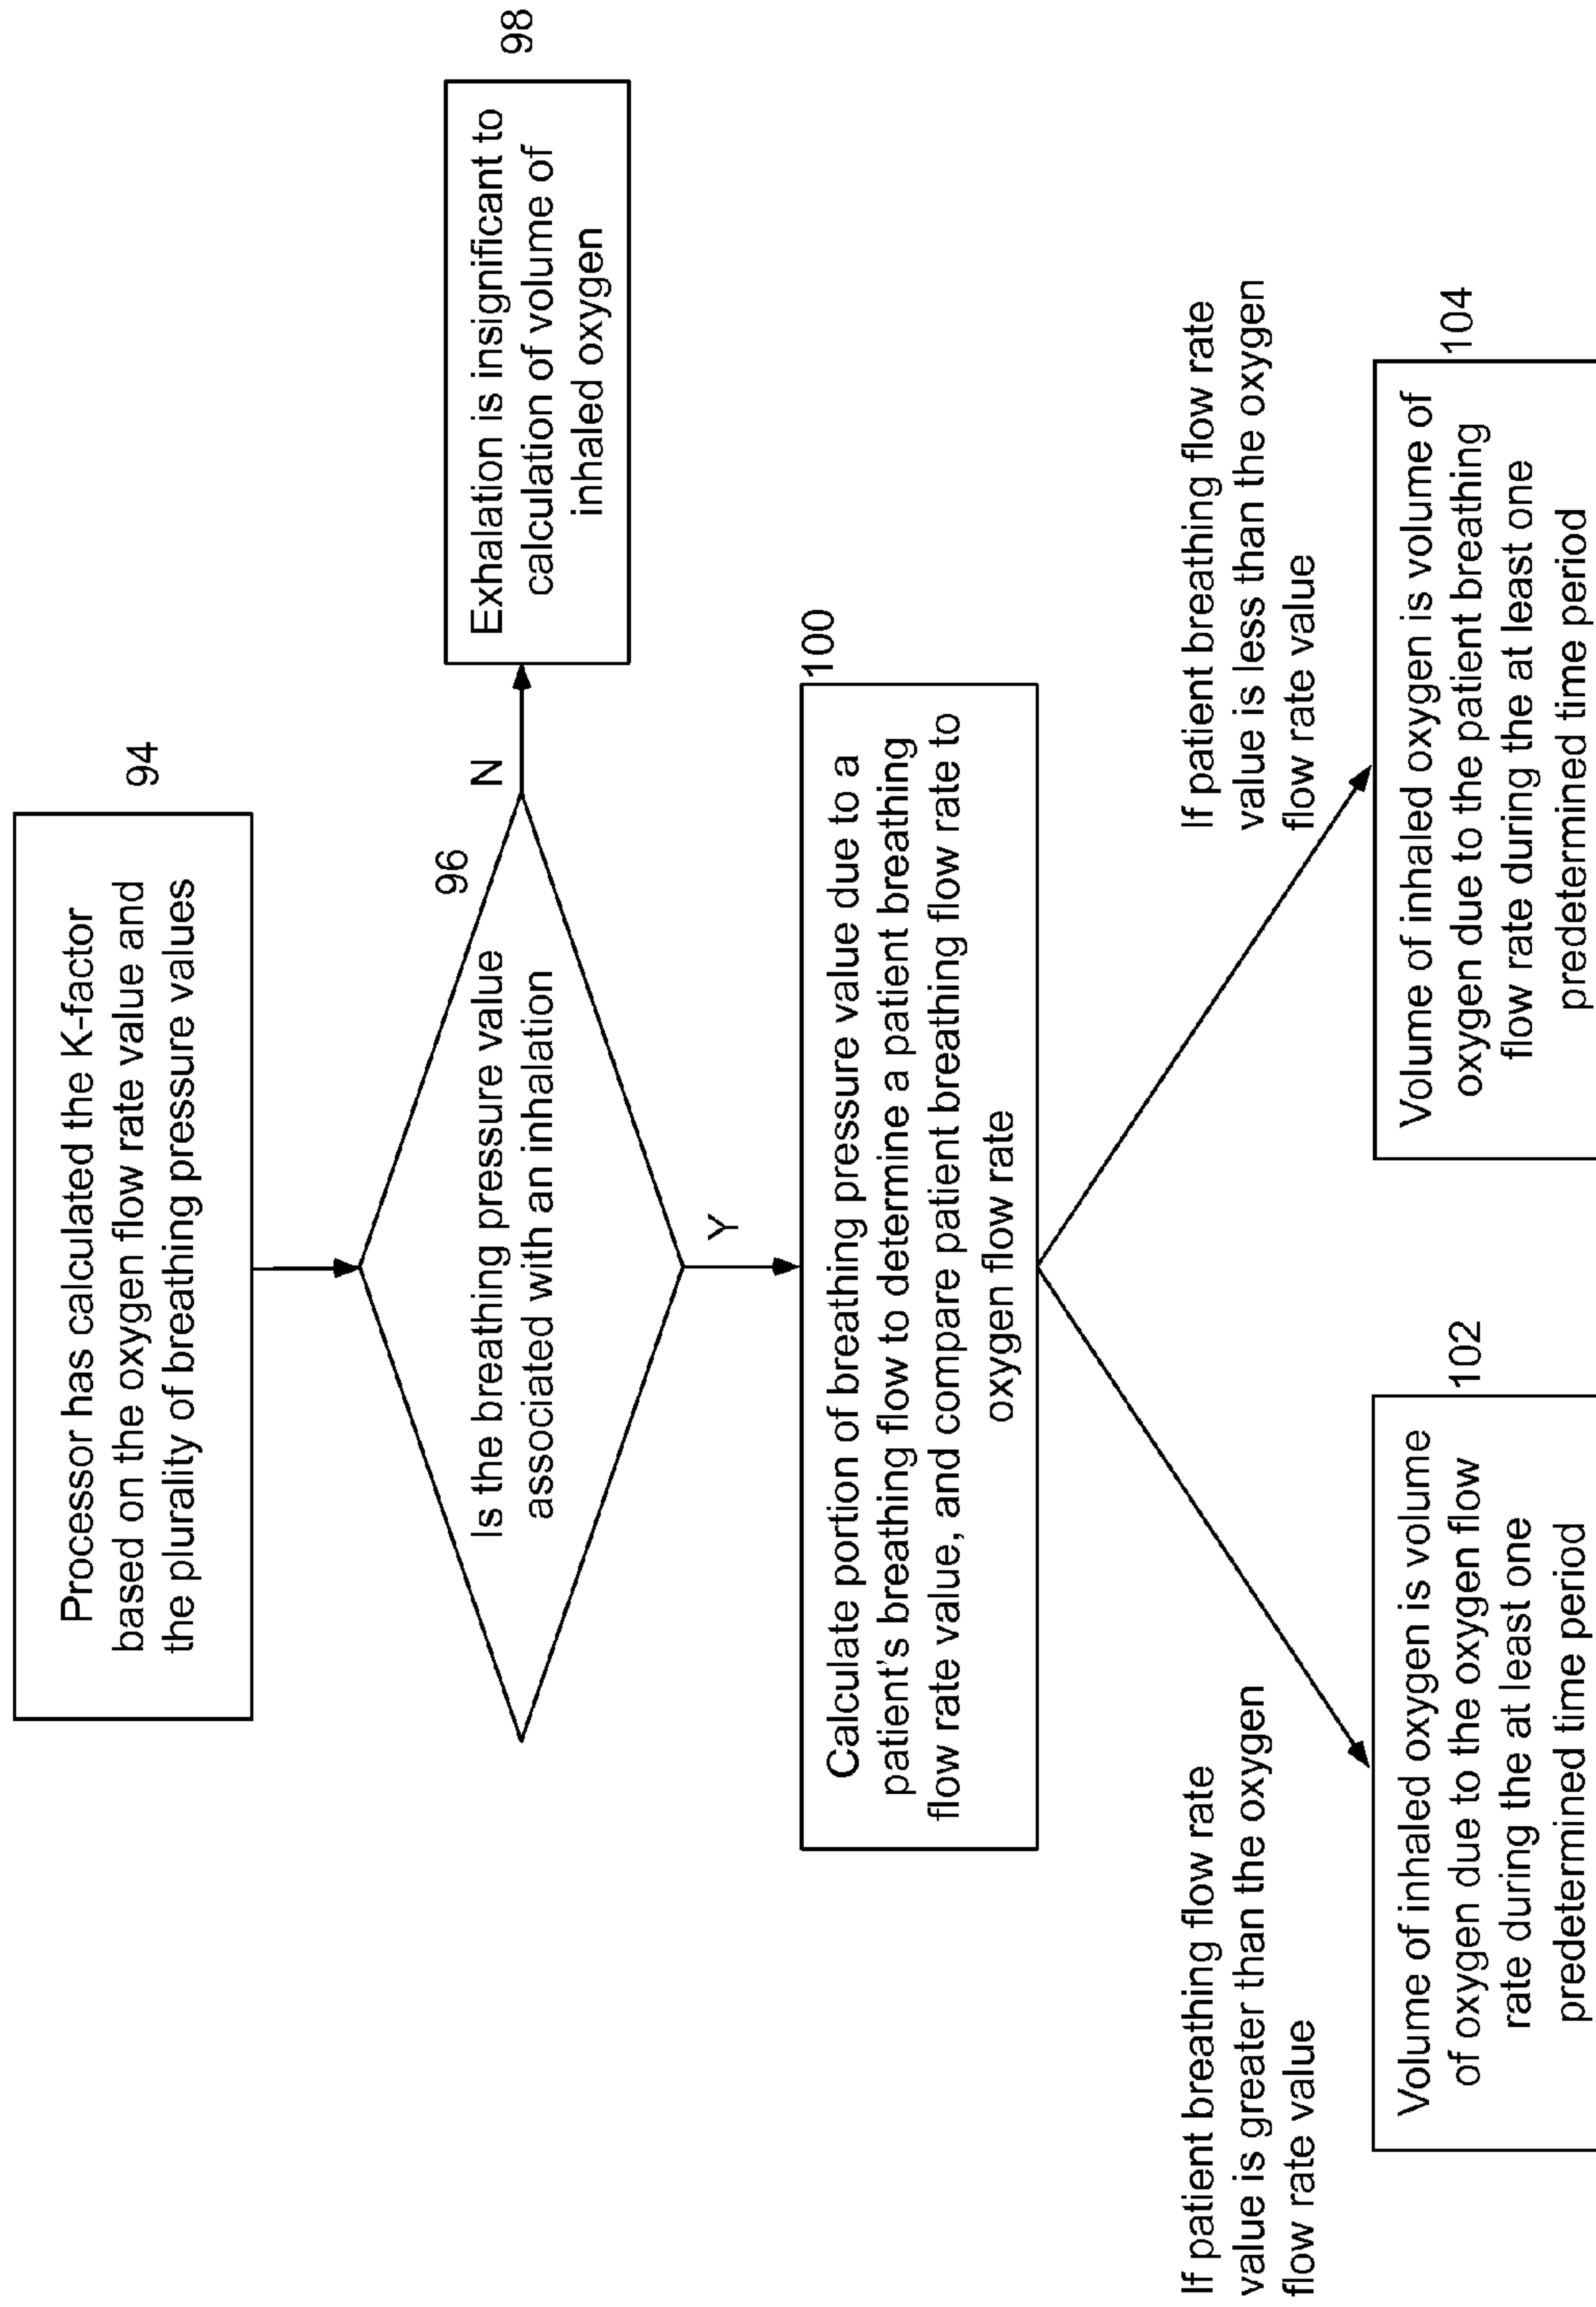 94
Processor has calculated the K-factor
based on the oxygen flow rate value and
the plurality of breathing pressure values
96
Is the breathing pressure value
associated with an inhalation
N
98
Exhalation is insignificant to
calculation of volume of
inhaled oxygen
Y
100
Calculate portion of breathing pressure value due to a
patient's breathing flow to determine a patient breathing
flow rate value, and compare patient breathing flow rate to
oxygen flow rate
If patient breathing flow rate
value is greater than the oxygen
flow rate value
102
Volume of inhaled oxygen is volume
of oxygen due to the oxygen flow
rate during the at least one
predetermined time period
If patient breathing flow rate
value is less than the oxygen
flow rate value
104
Volume of inhaled oxygen is volume of
oxygen due to the patient breathing
flow rate during the at least one
predetermined time period